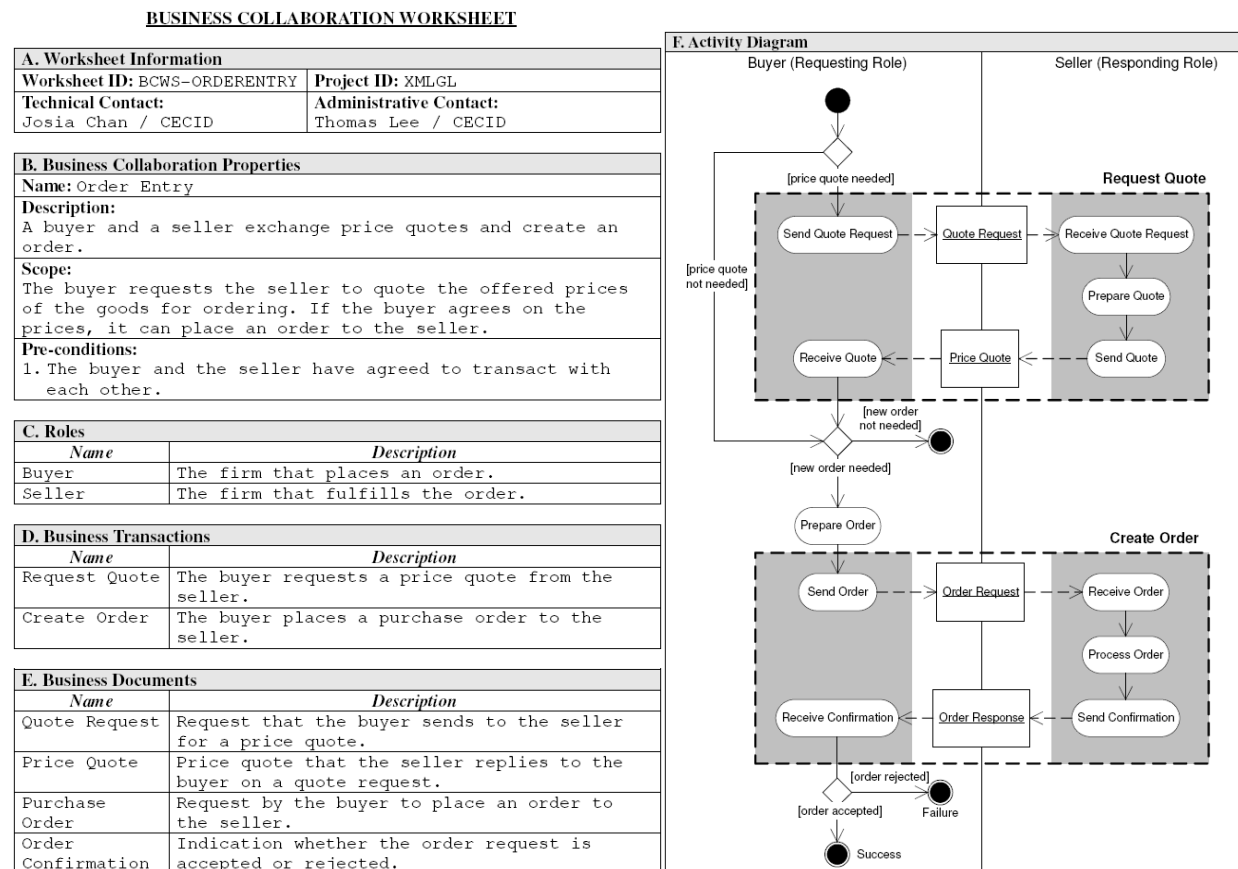 BUSINESS COLLABORATION WORKSHEET
A. Worksheet Information
Worksheet ID: BCWS-ORDERENTRY
Project ID: XMLGL
Technical Contact:
Josia Chan / CECID
Administrative Contact:
Thomas Lee / CECID
B. Business Collaboration Properties
Name: Order Entry
Description:
A buyer and a seller exchange price quotes and create an
order.
Scope:
The buyer requests the seller to quote the offered prices
of the goods for ordering. If the buyer agrees on the
prices, it can place an order to the seller.
Pre-conditions:
1. The buyer and the seller have agreed to transact with
each other.
C. Roles
Name Description
Buyer The firm that places an order.
Seller The firm that fulfills the order.
D. Business Transactions
Name Description
Request Quote The buyer requests a price quote from the
seller.
Create Order The buyer places a purchase order to the
seller.
E. Business Documents
Name Description
Quote Request Request that the buyer sends to the seller
for a price quote.
Price Quote Price quote that the seller replies to the
buyer on a quote request.
Purchase Request by the buyer to place an order to
Order the seller.
Order Indication whether the order request is
Confirmation accepted or rejected.
F. Activity Diagram
Buyer (Requesting Role)
Seller (Responding Role)
[price quote needed]
Request Quote
Send Quote Request
Quote Request
Receive Quote Request
[price quote
not needed]
Prepare Quote
Receive Quote
Price Quote
Send Quote
[new order
not needed]
[new order needed]
Prepare Order
Create Order
Send Order
Order Request
Receive Order
Process Order
Receive Confirmation
Order Response
Send Confirmation
[order rejected]
[order accepted]
Failure
Success